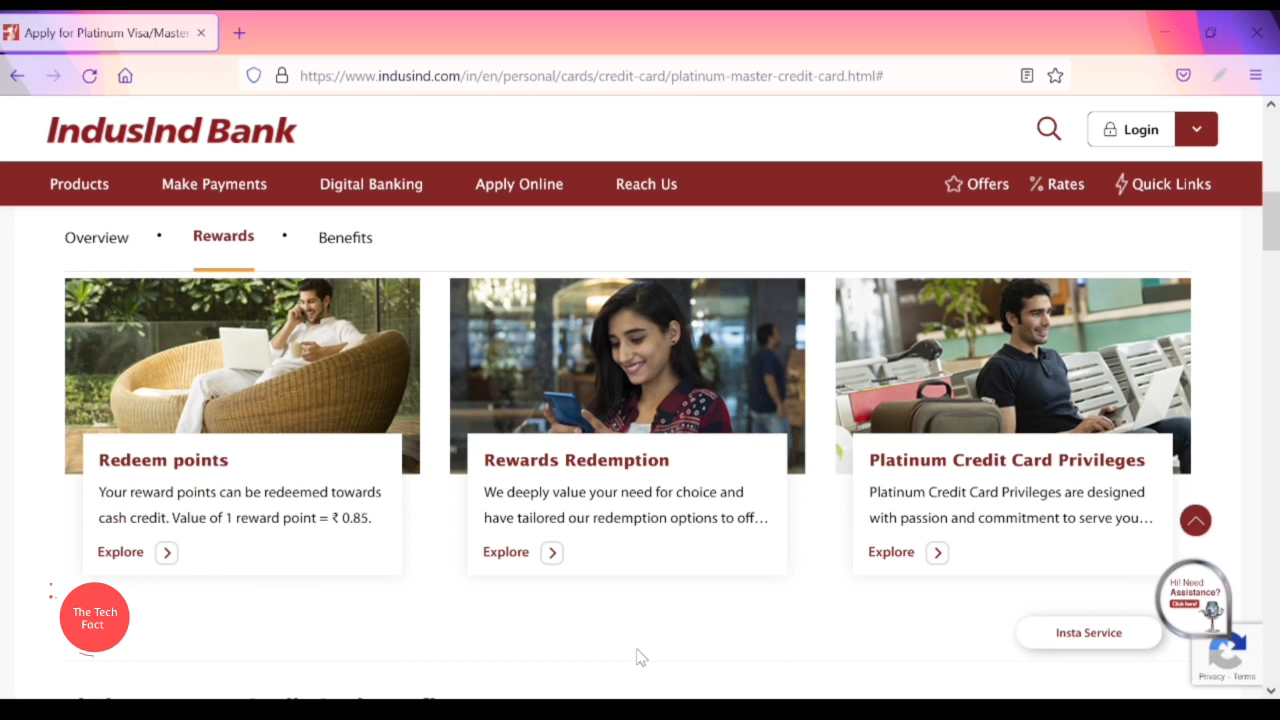 Apply for Platinum Visa/Master
https://www.indusind.com/in/en/personal/cards/credit-card/platinum-master-credit-card.html#
IndusInd Bank
Login
Products
Make Payments
Digital Banking
Apply Online
Reach Us
Offers
Rates
Quick Links
Overview
Rewards
Benefits
Redeem points
Your reward points can be redeemed towards
cash credit. Value of 1 reward point = ₹ 0.85.
Explore
Rewards Redemption
We deeply value your need for choice and
have tailored our redemption options to off...
Explore
Platinum Credit Card Privileges
Platinum Credit Card Privileges are designed
with passion and commitment to serve you...
Explore
The Tech
Fact
Hi! Need
Assistance?
Click here!
Insta Service
Privacy - Terms